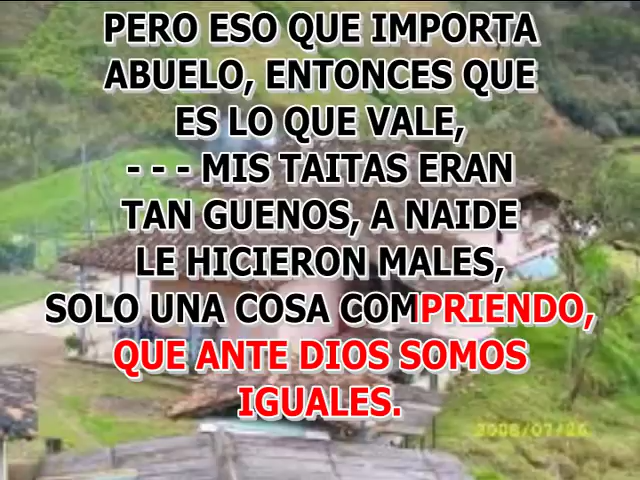 PERO ESO QUE IMPORTA
ABUELO, ENTONCES QUE
ES LO QUE VALE,
- - - MIS TAITAS ERAN
TAN GUENOS, A NAIDE
LE HICIERON MALES,
SOLO UNA COSA COMPRIENDO,
QUE ANTE DIOS SOMOS
IGUALES.
2008/07/26